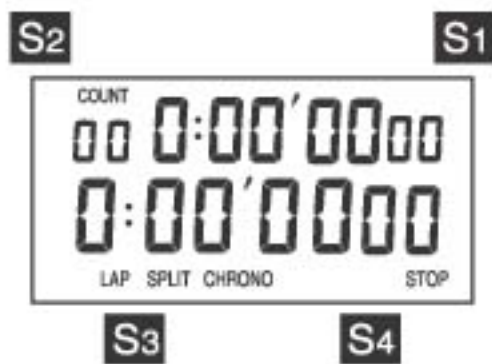 S2 S1
COUNT
00 0:00'0000
0:00'0000
LAP SPLIT CHRONO STOP
S3 S4